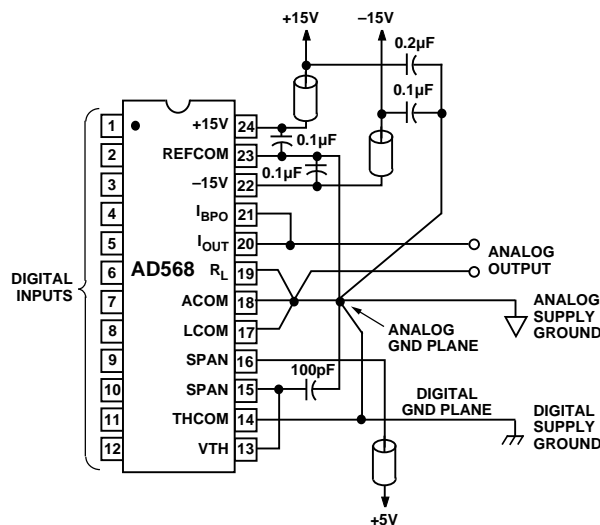 +15V
–15V
0.2µF
0.1µF
1
+15V
24
0.1µF
2
REFCOM
23
0.1µF
3
–15V
22
4
IBPO
21
5
IOUT
20
ANALOG
OUTPUT
DIGITAL
INPUTS
6
AD568
RL
19
7
ACOM
18
ANALOG
SUPPLY
GROUND
8
LCOM
17
ANALOG
GND PLANE
9
SPAN
16
100pF
10
SPAN
15
DIGITAL
GND PLANE
11
THCOM
14
DIGITAL
SUPPLY
GROUND
12
VTH
13
+5V